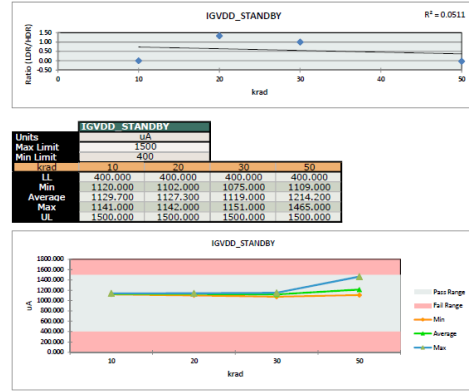 IGVDD_STANDBY
R² = 0.0511
Ratio (LDR/HDR)
1.50
1.00
0.50
0.00
-0.50
0 10 20 30 40 50
krad
IGVDD_STANDBY
Units uA
Max Limit 1500
Min Limit 400
krad 10 20 30 50
LL 400.000 400.000 400.000 400.000
Min 1120.000 1102.000 1075.000 1109.000
Average 1129.700 1127.300 1119.000 1214.200
Max 1141.000 1142.000 1151.000 1465.000
UL 1500.000 1500.000 1500.000 1500.000
IGVDD_STANDBY
uA
1800.000
1600.000
1400.000
1200.000
1000.000
800.000
600.000
400.000
200.000
0.000
10 20 30 50
krad
Pass Range
Fail Range
Min
Average
Max